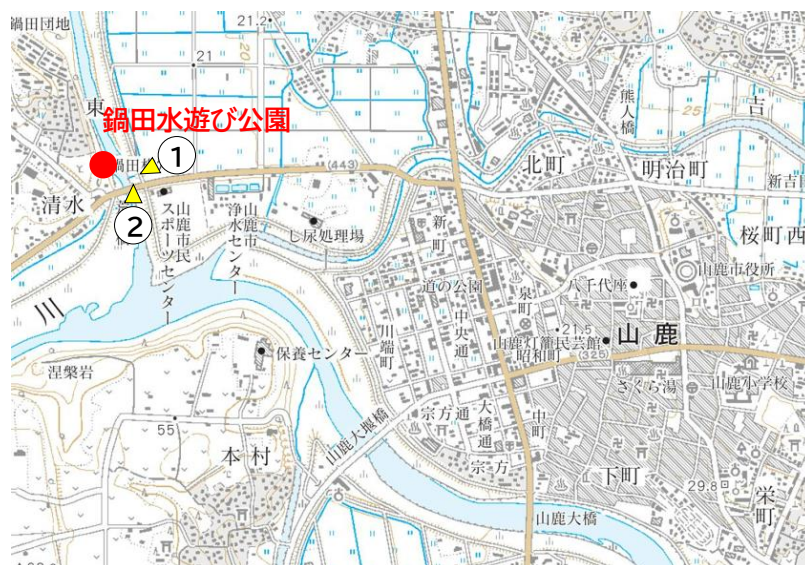 鍋田団地
21.2
21
20
東
鍋田水遊び公園
①
②
清水
山鹿市民
スポーツセンター
山鹿市
浄水センター
し尿処理場
(443)
北町
熊入橋
吉
25
明治町
新吉
桜町西
新町
川
道の公園
泉町
八千代座
山鹿市役所
中央通
川端町
21.5
山鹿灯籠民芸館
昭和町
山鹿
(325)
さくら湯
山鹿小学校
保養センター
涅槃岩
55
本村
山鹿大堰橋
宗方通
大橋通
中町
宗方
下町
29.8
栄町
山鹿大橋